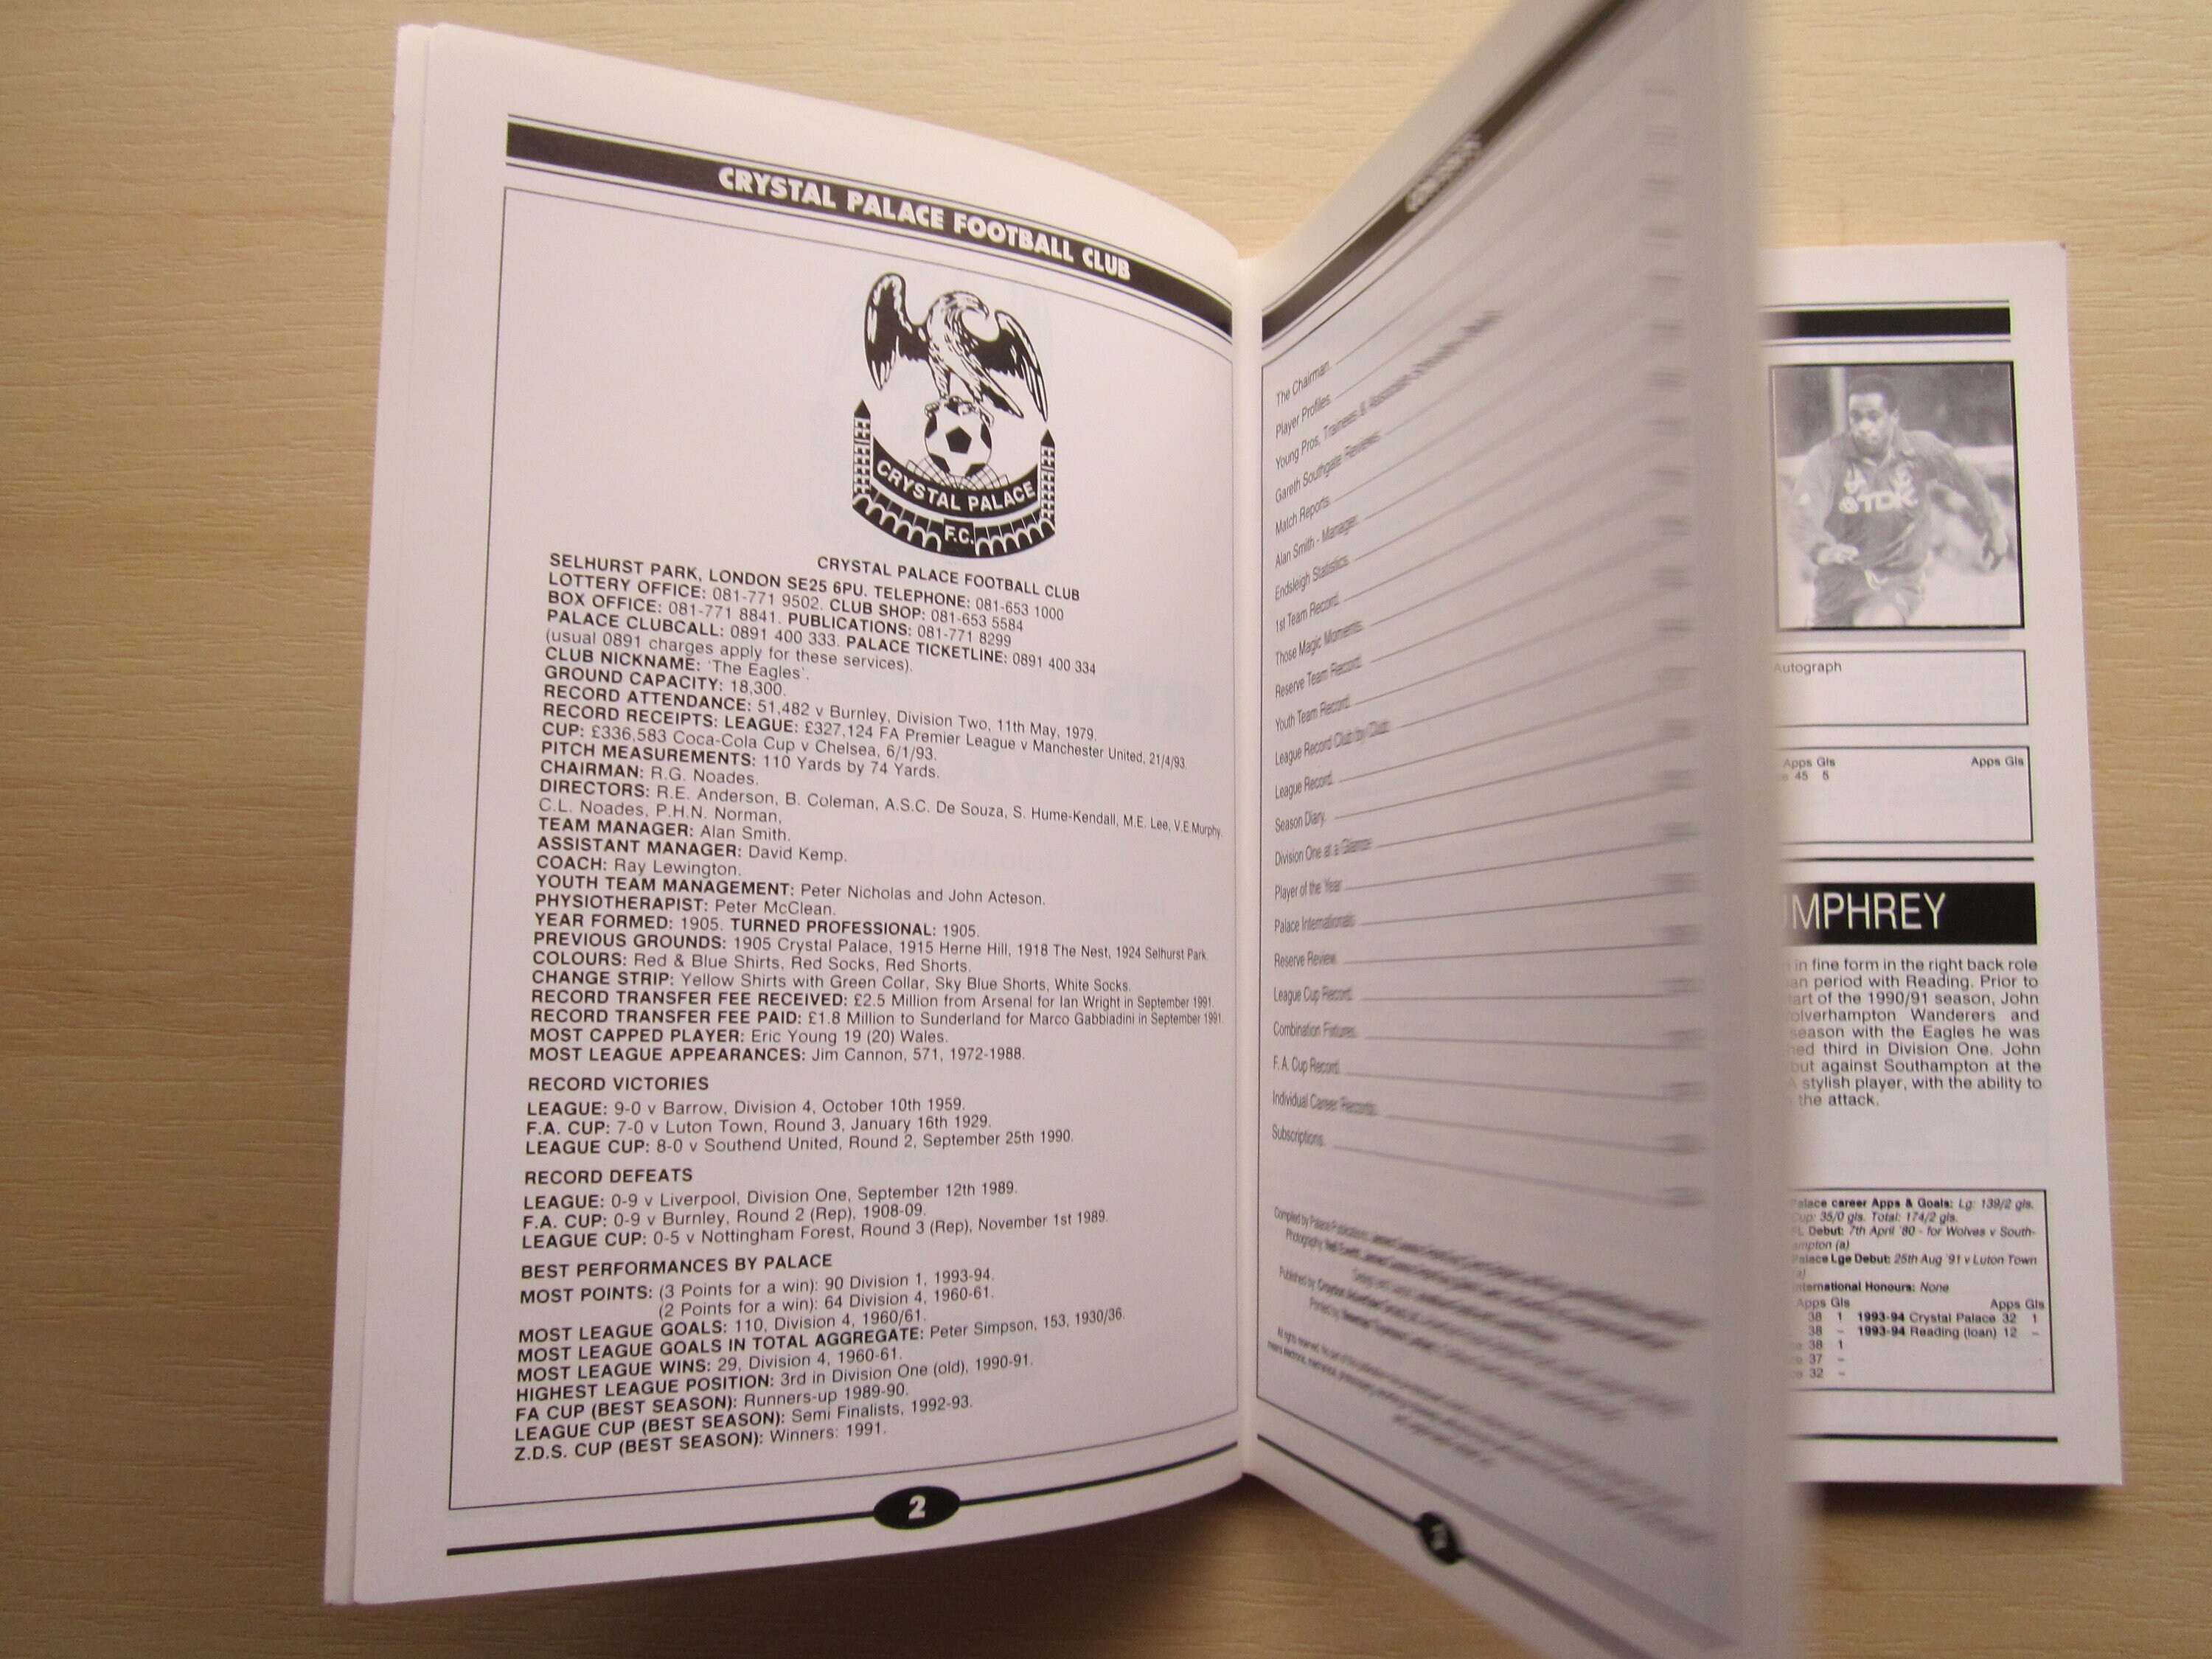 CRYSTAL PALACE FOOTBALL CLUB
CRYSTAL PALACE
F.C.
CRYSTAL PALACE FOOTBALL CLUB
SELHURST PARK, LONDON SE25 6PU. TELEPHONE: 081-653 1000
LOTTERY OFFICE: 081-771 9502. CLUB SHOP: 081-653 5584
BOX OFFICE: 081-771 8841. PUBLICATIONS: 081-771 8299
PALACE CLUBCALL: 0891 400 333. PALACE TICKETLINE: 0891 400 334
(usual 0891 charges apply for these services).
CLUB NICKNAME: 'The Eagles'.
GROUND CAPACITY: 18,300.
RECORD ATTENDANCE: 51,482 v Burnley, Division Two, 11th May, 1979.
RECORD RECEIPTS: LEAGUE: £327,124 FA Premier League v Manchester United, 21/4/93.
CUP: £336,583 Coca-Cola Cup v Chelsea, 6/1/93.
PITCH MEASUREMENTS: 110 Yards by 74 Yards.
CHAIRMAN: R.G. Noades.
DIRECTORS: R.E. Anderson, B. Coleman, A.S.C. De Souza, S. Hume-Kendall, M.E. Lee, V.E.Murphy.
C.L. Noades, P.H.N. Norman,
TEAM MANAGER: Alan Smith.
ASSISTANT MANAGER: David Kemp.
COACH: Ray Lewington.
YOUTH TEAM MANAGEMENT: Peter Nicholas and John Acteson.
PHYSIOTHERAPIST: Peter McClean.
YEAR FORMED: 1905. TURNED PROFESSIONAL: 1905.
PREVIOUS GROUNDS: 1905 Crystal Palace, 1915 Herne Hill, 1918 The Nest, 1924 Selhurst Park.
COLOURS: Red & Blue Shirts, Red Socks, Red Shorts.
CHANGE STRIP: Yellow Shirts with Green Collar, Sky Blue Shorts, White Socks.
RECORD TRANSFER FEE RECEIVED: £2.5 Million from Arsenal for Ian Wright in September 1991.
RECORD TRANSFER FEE PAID: £1.8 Million to Sunderland for Marco Gabbiadini in September 1991.
MOST CAPPED PLAYER: Eric Young 19 (20) Wales.
MOST LEAGUE APPEARANCES: Jim Cannon, 571, 1972-1988.
RECORD VICTORIES
LEAGUE: 9-0 v Barrow, Division 4, October 10th 1959.
F.A. CUP: 7-0 v Luton Town, Round 3, January 16th 1929.
LEAGUE CUP: 8-0 v Southend United, Round 2, September 25th 1990.
RECORD DEFEATS
LEAGUE: 0-9 v Liverpool, Division One, September 12th 1989.
F.A. CUP: 0-9 v Burnley, Round 2 (Rep), 1908-09.
LEAGUE CUP: 0-5 v Nottingham Forest, Round 3 (Rep), November 1st 1989.
BEST PERFORMANCES BY PALACE
MOST POINTS: (3 Points for a win): 90 Division 1, 1993-94.
(2 Points for a win): 64 Division 4, 1960-61.
MOST LEAGUE GOALS: 110, Division 4, 1960/61.
MOST LEAGUE GOALS IN TOTAL AGGREGATE: Peter Simpson, 153, 1930/36.
MOST LEAGUE WINS: 29, Division 4, 1960-61.
HIGHEST LEAGUE POSITION: 3rd in Division One (old), 1990-91.
FA CUP (BEST SEASON): Runners-up 1989-90.
LEAGUE CUP (BEST SEASON): Semi Finalists, 1992-93.
Z.D.S. CUP (BEST SEASON): Winners: 1991.
2
The Chairman
Player Profiles
Young Pros, Trainees &
Gareth Southgate Reviews
Match Reports
Alan Smith - Manager
Endsleigh Statistics
1st Team Record
Those Magic Moments
Reserve Team Record
Youth Team Record
League Record Club by Club
League Record
Season Diary
Division One at a Glance
Player of the Year
Palace Internationals
Reserve Review
League Cup Record
Combination Fixtures
F. A. Cup Record
Individual Career Records
Subscriptions
Compiled by Palace Publications
TDK
Autograph
Apps Gls Apps Gls
45 5
MPHREY
in fine form in the right back role
period with Reading. Prior to
of the 1990/91 season, John
Wanderers and
season with the Eagles he was
third in Division One. John
against Southampton at the
stylish player, with the ability to
the attack.
Palace career Apps & Goals: Lg: 139/2 gls.
Cup: 35/0 gls. Total: 174/2 gls.
FL Debut: 7th April '80 - for Wolves v South-
ampton (a)
Palace Lge Debut: 25th Aug '91 v Luton Town
(a)
International Honours: None
Apps Gls Apps Gls
38 1 1993-94 Crystal Palace 32 1
38 – 1993-94 Reading (loan) 12 –
38 1
37 –
32 –